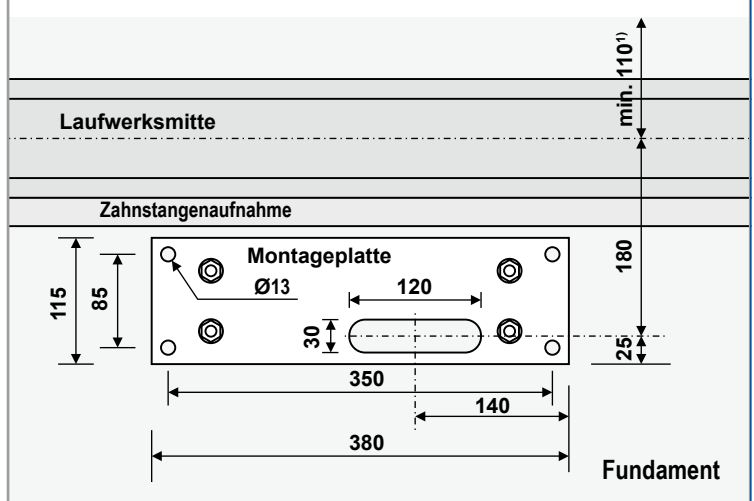 min. 110¹⁾
Laufwerksmitte
Zahnstangenaufnahme
Montageplatte
180
Ø13
120
115
85
30
25
350
140
380
Fundament